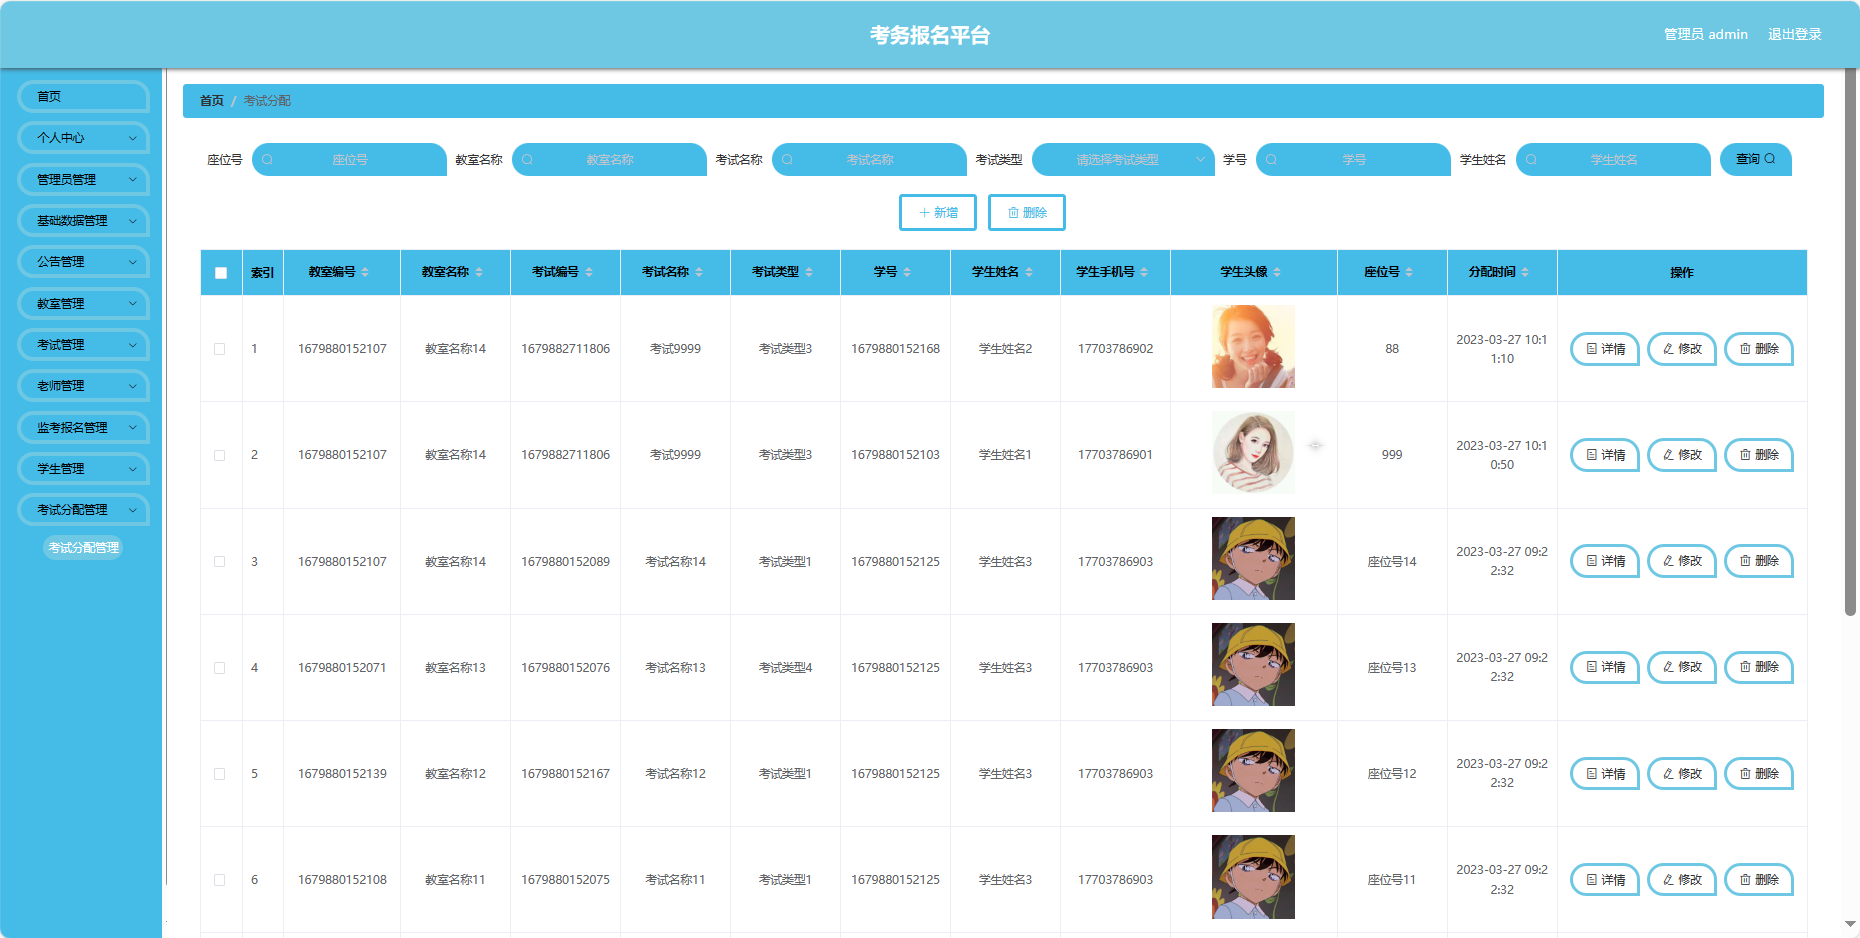 考务报名平台
管理员 admin 退出登录
首页
个人中心
管理员管理
基础数据管理
公告管理
教室管理
考试管理
老师管理
监考报名管理
学生管理
考试分配管理
考试分配管理
首页 / 考试分配
座位号 座位号 教室名称 教室名称 考试名称 考试名称 考试类型 请选择考试类型 学号 学号 学生姓名 学生姓名 查询
新增 删除
索引 教室编号 教室名称 考试编号 考试名称 考试类型 学号 学生姓名 学生手机号 学生头像 座位号 分配时间 操作
1 1679880152107 教室名称14 1679882711806 考试9999 考试类型3 1679880152168 学生姓名2 17703786902 88 2023-03-27 10:1
1:10 详情 修改 删除
2 1679880152107 教室名称14 1679882711806 考试9999 考试类型3 1679880152103 学生姓名1 17703786901 999 2023-03-27 10:1
0:50 详情 修改 删除
3 1679880152107 教室名称14 1679880152089 考试名称14 考试类型1 1679880152125 学生姓名3 17703786903 座位号14 2023-03-27 09:2
2:32 详情 修改 删除
4 1679880152071 教室名称13 1679880152076 考试名称13 考试类型4 1679880152125 学生姓名3 17703786903 座位号13 2023-03-27 09:2
2:32 详情 修改 删除
5 1679880152139 教室名称12 1679880152167 考试名称12 考试类型1 1679880152125 学生姓名3 17703786903 座位号12 2023-03-27 09:2
2:32 详情 修改 删除
6 1679880152108 教室名称11 1679880152075 考试名称11 考试类型1 1679880152125 学生姓名3 17703786903 座位号11 2023-03-27 09:2
2:32 详情 修改 删除